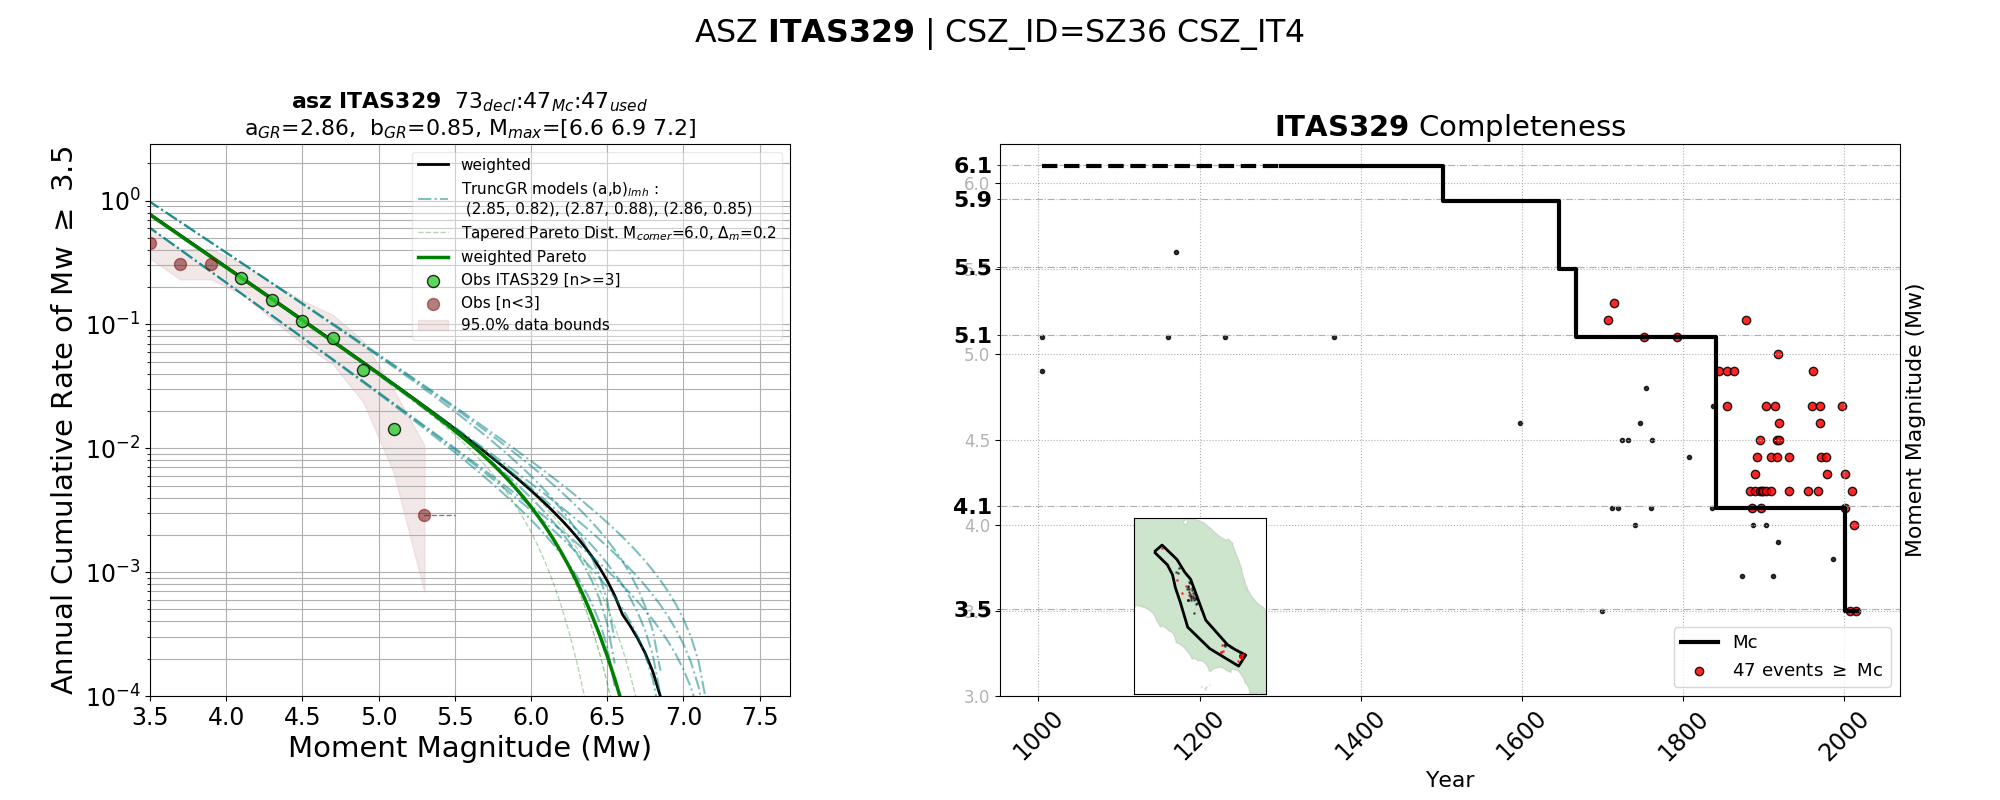 ASZ ITAS329 | CSZ_ID=SZ36 CSZ_IT4
asz ITAS329 73decl:47Mc:47used
aGR=2.86, bGR=0.85, Mmax=[6.6 6.9 7.2]
Annual Cumulative Rate of Mw ≥ 3.5
10^0
10^-1
10^-2
10^-3
10^-4
3.5 4.0 4.5 5.0 5.5 6.0 6.5 7.0 7.5
Moment Magnitude (Mw)
weighted
TruncGR models (a,b)lmh :
(2.85, 0.82), (2.87, 0.88), (2.86, 0.85)
Tapered Pareto Dist. Mcorner=6.0, Δm=0.2
weighted Pareto
Obs ITAS329 [n>=3]
Obs [n<3]
95.0% data bounds
ITAS329 Completeness
6.1
6.0
5.9
5.5
5.1
5.0
4.5
4.1
4.0
3.5
3.0
1000 1200 1400 1600 1800 2000
Year
Moment Magnitude (Mw)
Mc
47 events ≥ Mc